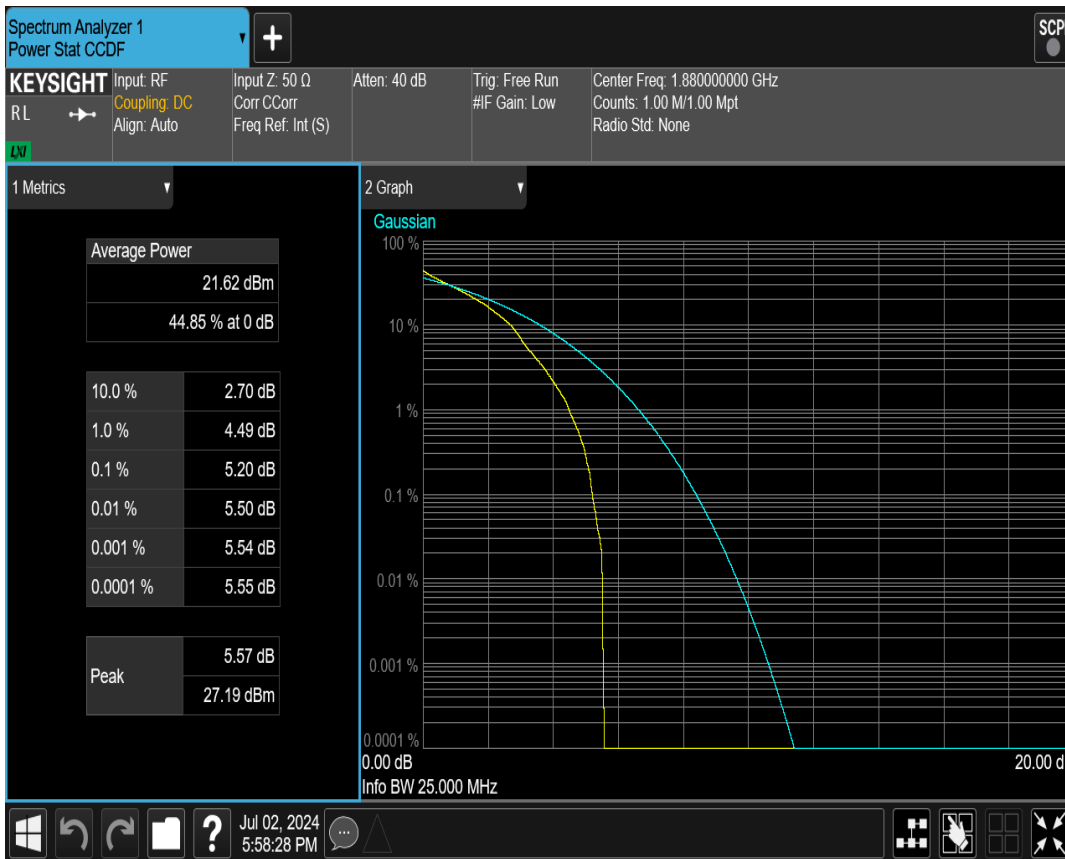 Spectrum Analyzer 1
Power Stat CCDF
+
SCP
KEYSIGHT
RL
LXI
Input: RF
Coupling: DC
Align: Auto
Input Z: 50 Ω
Corr CCorr
Freq Ref: Int (S)
Atten: 40 dB
Trig: Free Run
#IF Gain: Low
Center Freq: 1.880000000 GHz
Counts: 1.00 M/1.00 Mpt
Radio Std: None
1 Metrics
Average Power
21.62 dBm
44.85 % at 0 dB
10.0 % 2.70 dB
1.0 % 4.49 dB
0.1 % 5.20 dB
0.01 % 5.50 dB
0.001 % 5.54 dB
0.0001 % 5.55 dB
Peak
5.57 dB
27.19 dBm
2 Graph
Gaussian
100 %
10 %
1 %
0.1 %
0.01 %
0.001 %
0.0001 %
0.00 dB 20.00 d
Info BW 25.000 MHz
?
Jul 02, 2024
5:58:28 PM